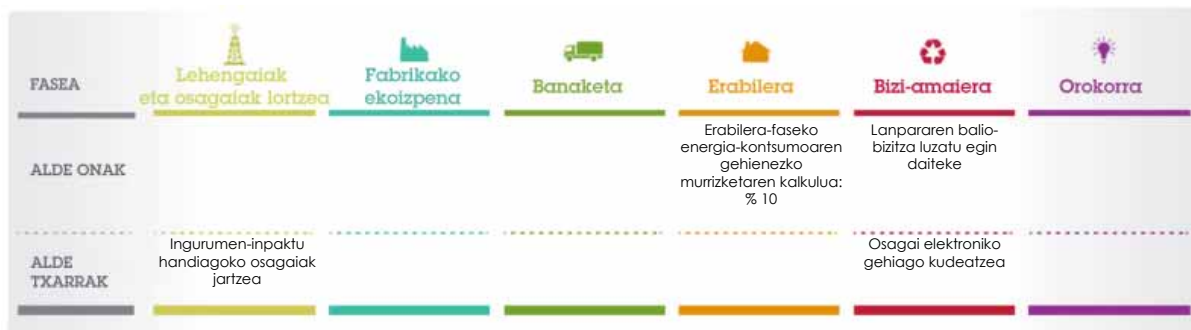 FASEA
Lehengaiak
eta osagaiak lortzea
Fabrikako
ekoizpena
Banaketa
Erabilera
Bizi-amaiera
Orokorra
ALDE ONAK
Erabilera-faseko
energia-kontsumoaren
gehienezko
murrizketaren kalkulua:
% 10
Lanpararen balio-
bizitza luzatu egin
daiteke
ALDE
TXARRAK
Ingurumen-inpaktu
handiagoko osagaiak
jartzea
Osagai elektroniko
gehiago kudeatzea